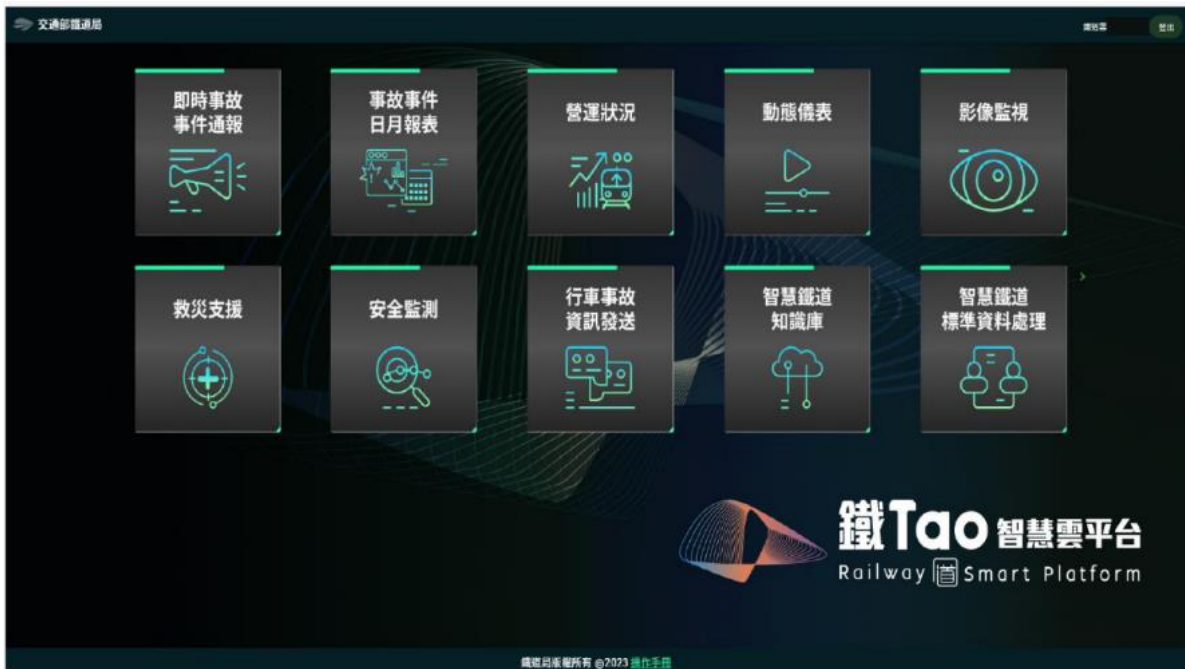 交通部鐵道局
鐵道雲
登出
即時事故
事件通報
事故事件
日月報表
營運狀況
動態儀表
影像監視
救災支援
安全監測
行車事故
資訊發送
智慧鐵道
知識庫
智慧鐵道
標準資料處理
鐵Tao 智慧雲平台
Railway 道 Smart Platform
鐵道局版權所有 @2023 操作手冊